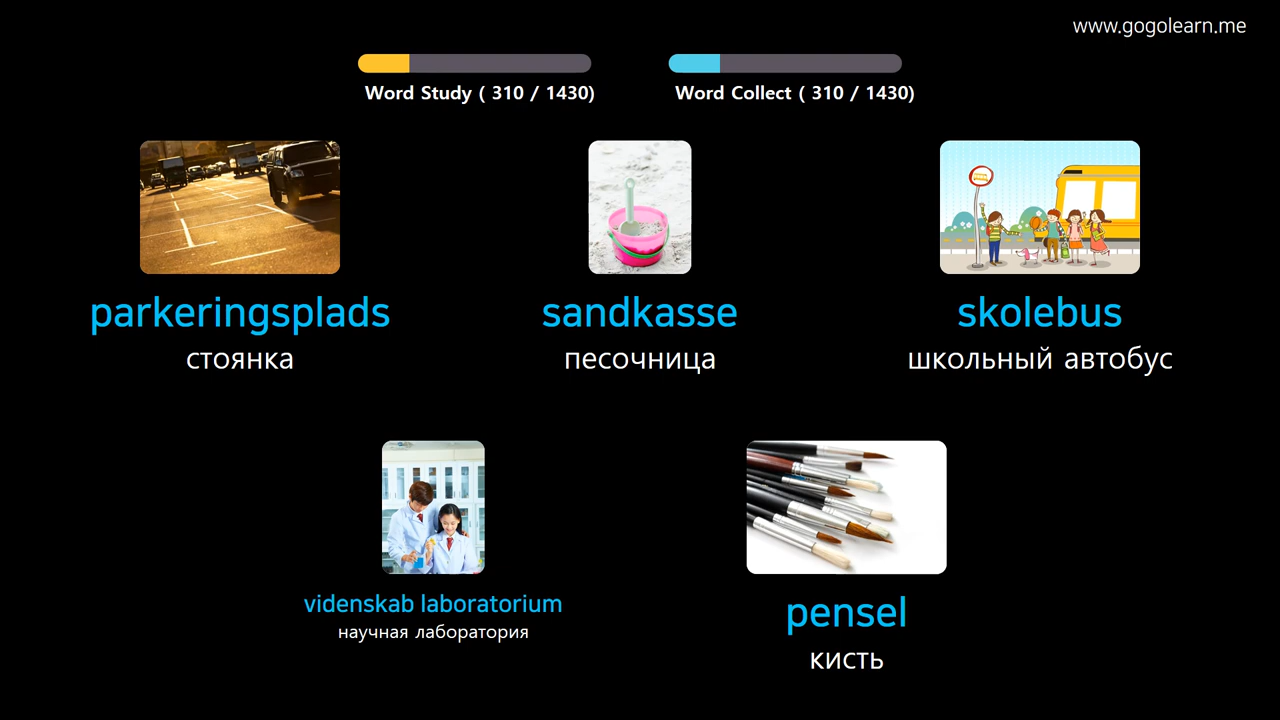 www.gogolearn.me
Word Study ( 310 / 1430)
Word Collect ( 310 / 1430)
parkeringsplads
стоянка
sandkasse
песочница
skolebus
школьный автобус
videnskab laboratorium
научная лаборатория
pensel
кисть